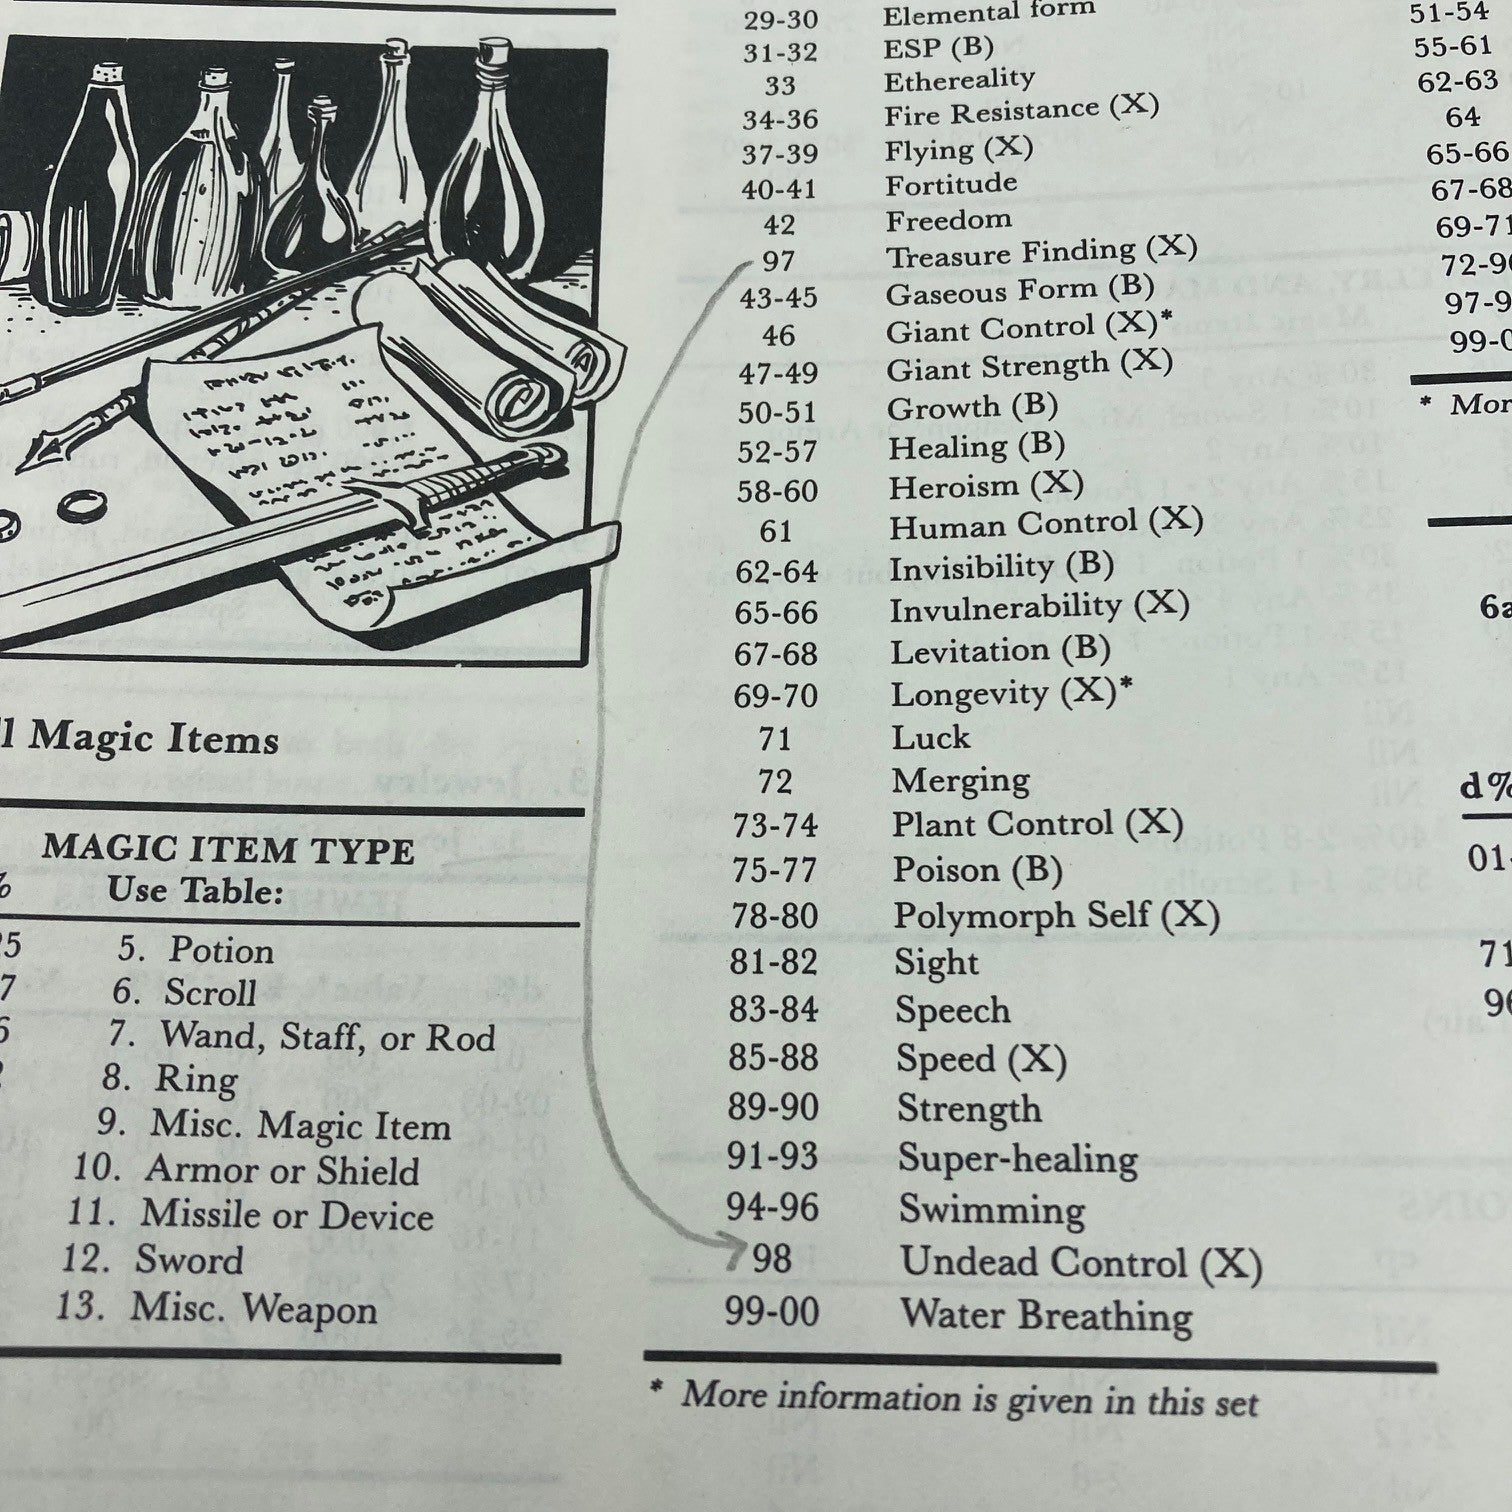 l Magic Items
MAGIC ITEM TYPE
Use Table:
5. Potion
6. Scroll
7. Wand, Staff, or Rod
8. Ring
9. Misc. Magic Item
10. Armor or Shield
11. Missile or Device
12. Sword
13. Misc. Weapon
29-30 Elemental form
31-32 ESP (B)
33 Ethereality
34-36 Fire Resistance (X)
37-39 Flying (X)
40-41 Fortitude
42 Freedom
97 Treasure Finding (X)
43-45 Gaseous Form (B)
46 Giant Control (X)*
47-49 Giant Strength (X)
50-51 Growth (B)
52-57 Healing (B)
58-60 Heroism (X)
61 Human Control (X)
62-64 Invisibility (B)
65-66 Invulnerability (X)
67-68 Levitation (B)
69-70 Longevity (X)*
71 Luck
72 Merging
73-74 Plant Control (X)
75-77 Poison (B)
78-80 Polymorph Self (X)
81-82 Sight
83-84 Speech
85-88 Speed (X)
89-90 Strength
91-93 Super-healing
94-96 Swimming
98 Undead Control (X)
99-00 Water Breathing
* More information is given in this set
51-54
55-61
62-63
64
65-66
67-68
69-71
* Mor
d%